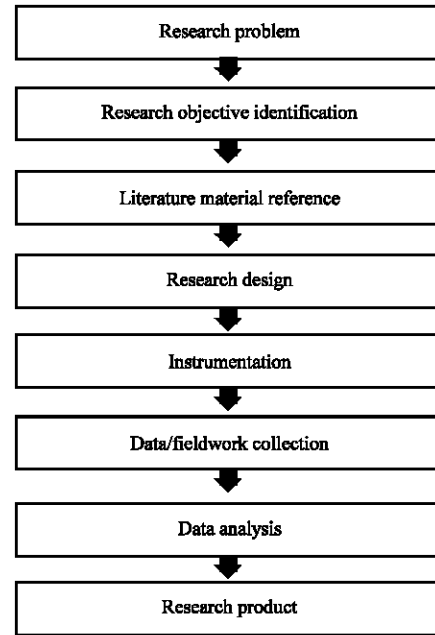 Research problem
Research objective identification
Literature material reference
Research design
Instrumentation
Data/fieldwork collection
Data analysis
Research product